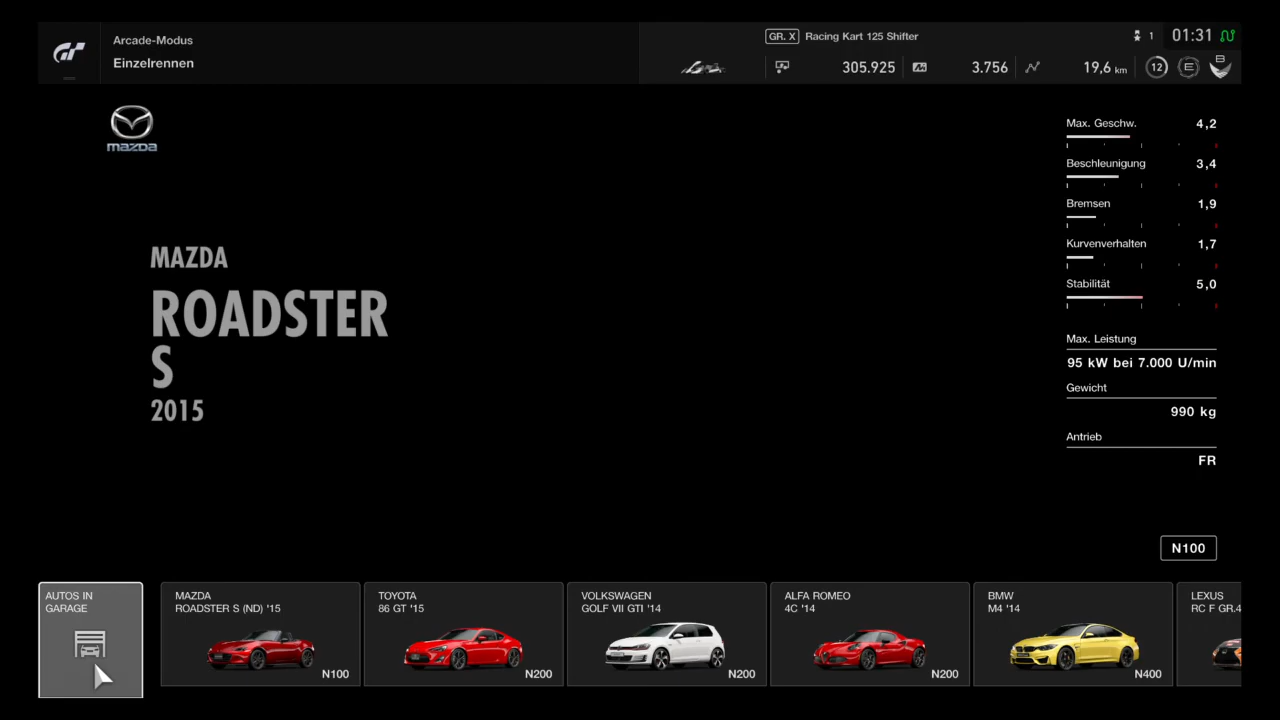 Arcade-Modus
Einzelrennen
GR. X Racing Kart 125 Shifter
1
01:31
305.925
3.756
19,6 km
12
E
B
mazda
MAZDA
ROADSTER
S
2015
Max. Geschw. 4,2
Beschleunigung 3,4
Bremsen 1,9
Kurvenverhalten 1,7
Stabilität 5,0
Max. Leistung
95 kW bei 7.000 U/min
Gewicht
990 kg
Antrieb
FR
N100
AUTOS IN
GARAGE
MAZDA
ROADSTER S (ND) '15
N100
TOYOTA
86 GT '15
N200
VOLKSWAGEN
GOLF VII GTI '14
N200
ALFA ROMEO
4C '14
N200
BMW
M4 '14
N400
LEXUS
RC F GR.4